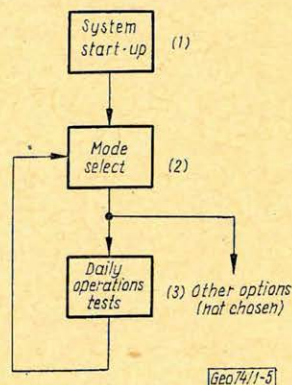 System
start-up
(1)
Mode
select
(2)
Daily
operations
tests
(3) Other options
(not chosen)
Geo74/1-5